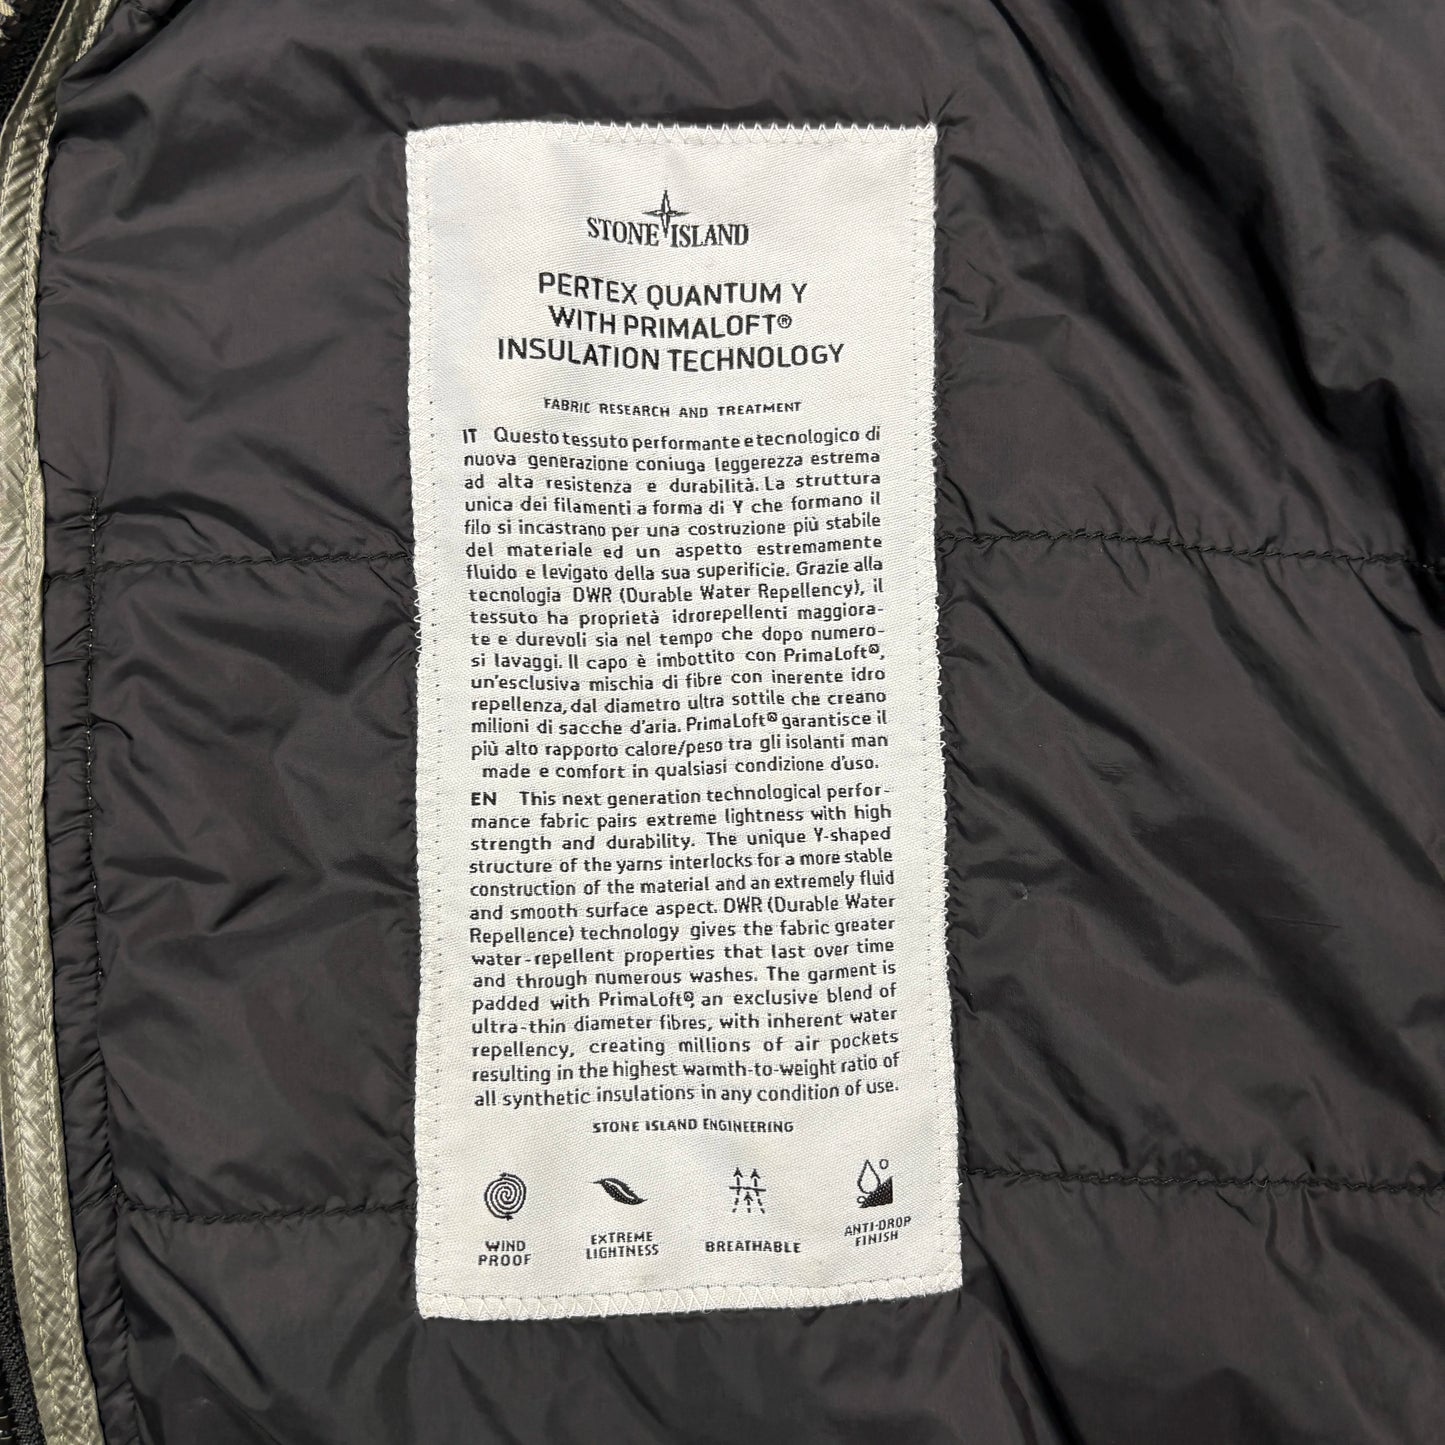 STONE ISLAND
PERTEX QUANTUM Y
WITH PRIMALOFT®
INSULATION TECHNOLOGY
FABRIC RESEARCH AND TREATMENT
IT Questo tessuto performante e tecnologico di
nuova generazione coniuga leggerezza estrema
ad alta resistenza e durabilità. La struttura
unica dei filamenti a forma di Y che formano il
filo si incastrano per una costruzione più stabile
del materiale ed un aspetto estremamente
fluido e levigato della sua superificie. Grazie alla
tecnologia DWR (Durable Water Repellency), il
tessuto ha proprietà idrorepellenti maggiora-
te e durevoli sia nel tempo che dopo numero-
si lavaggi. Il capo è imbottito con PrimaLoft®,
un'esclusiva mischia di fibre con inerente idro
repellenza, dal diametro ultra sottile che creano
milioni di sacche d'aria. PrimaLoft® garantisce il
più alto rapporto calore/peso tra gli isolanti man
made e comfort in qualsiasi condizione d'uso.
EN This next generation technological perfor-
mance fabric pairs extreme lightness with high
strength and durability. The unique Y-shaped
structure of the yarns interlocks for a more stable
construction of the material and an extremely fluid
and smooth surface aspect. DWR (Durable Water
Repellence) technology gives the fabric greater
water-repellent properties that last over time
and through numerous washes. The garment is
padded with PrimaLoft®, an exclusive blend of
ultra-thin diameter fibres, with inherent water
repellency, creating millions of air pockets
resulting in the highest warmth-to-weight ratio of
all synthetic insulations in any condition of use.
STONE ISLAND ENGINEERING
WIND
PROOF
EXTREME
LIGHTNESS
BREATHABLE
ANTI-DROP
FINISH